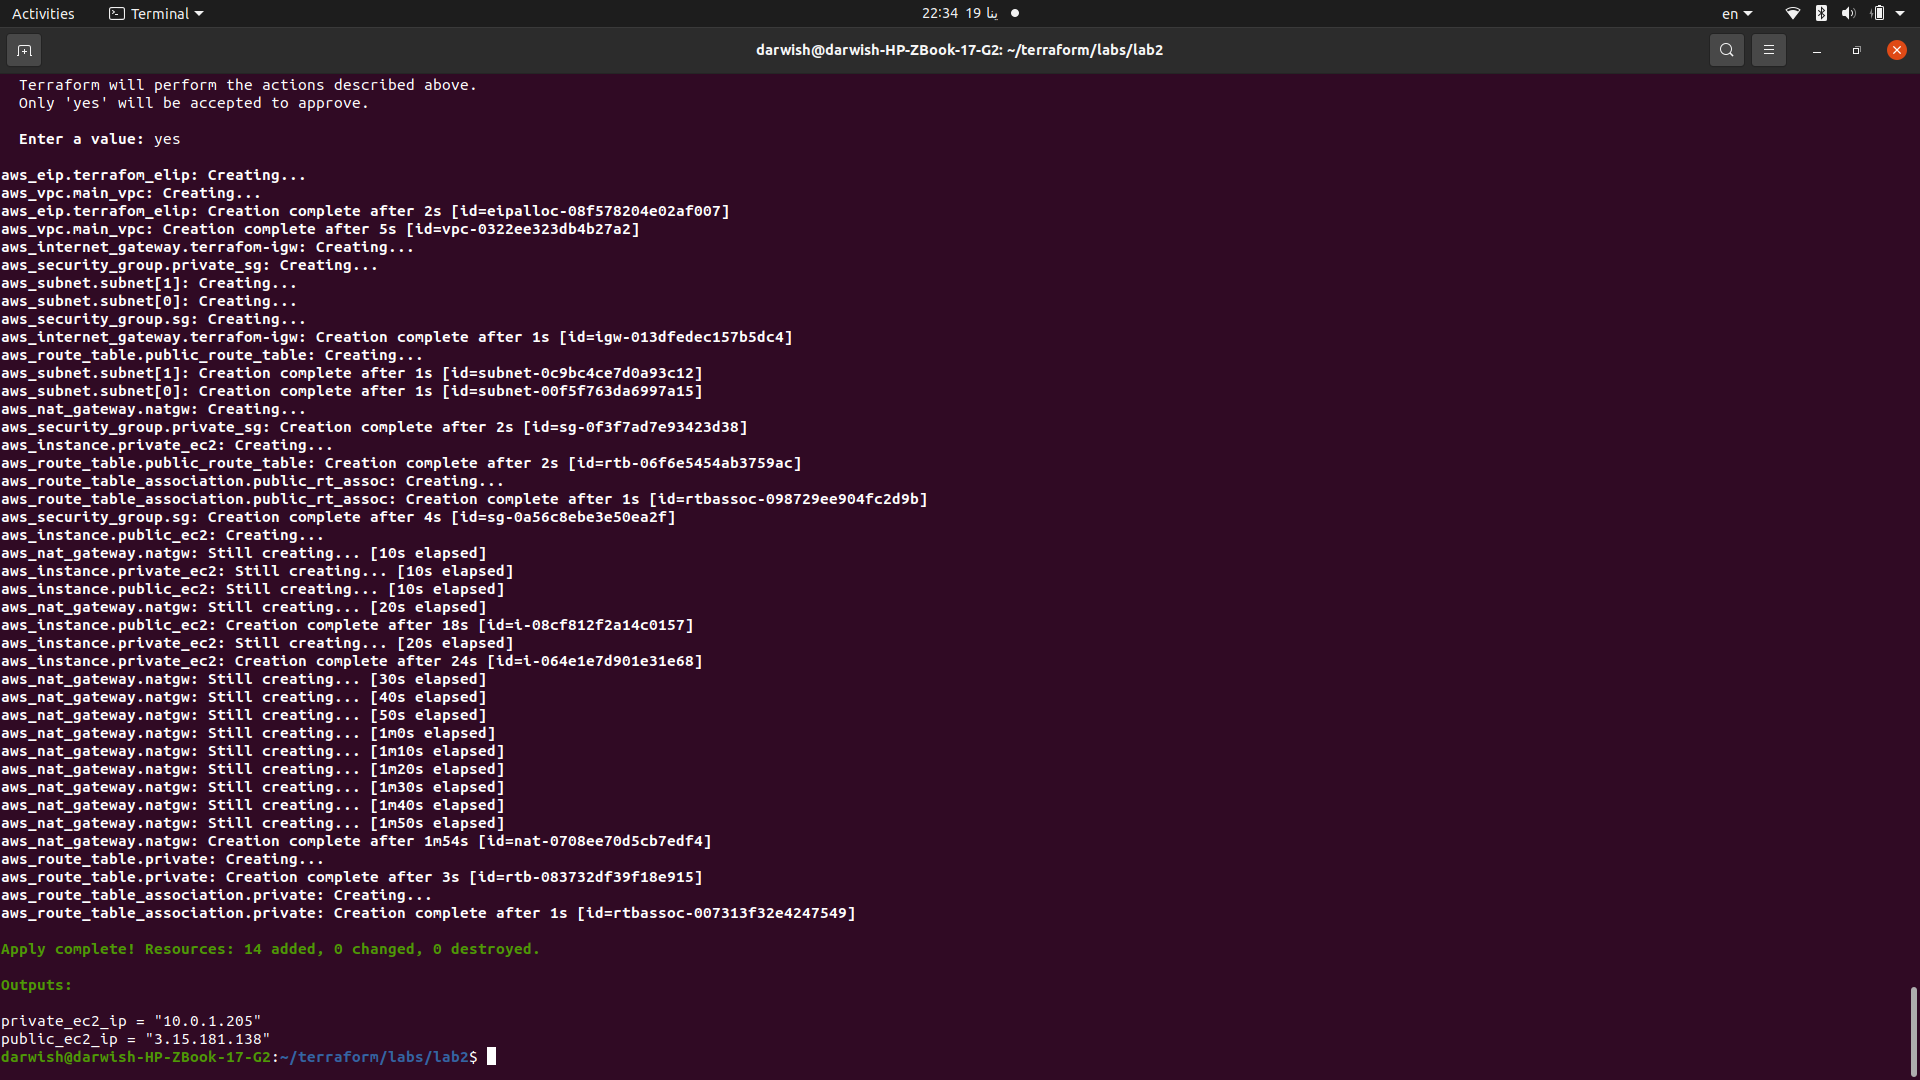 Activities
Terminal
22:34 19 ينا
en
darwish@darwish-HP-ZBook-17-G2: ~/terraform/labs/lab2
Terraform will perform the actions described above.
Only 'yes' will be accepted to approve.
Enter a value: yes
aws_eip.terrafom_elip: Creating...
aws_vpc.main_vpc: Creating...
aws_eip.terrafom_elip: Creation complete after 2s [id=eipalloc-08f578204e02af007]
aws_vpc.main_vpc: Creation complete after 5s [id=vpc-0322ee323db4b27a2]
aws_internet_gateway.terrafom-igw: Creating...
aws_security_group.private_sg: Creating...
aws_subnet.subnet[1]: Creating...
aws_subnet.subnet[0]: Creating...
aws_security_group.sg: Creating...
aws_internet_gateway.terrafom-igw: Creation complete after 1s [id=igw-013dfedec157b5dc4]
aws_route_table.public_route_table: Creating...
aws_subnet.subnet[1]: Creation complete after 1s [id=subnet-0c9bc4ce7d0a93c12]
aws_subnet.subnet[0]: Creation complete after 1s [id=subnet-00f5f763da6997a15]
aws_nat_gateway.natgw: Creating...
aws_security_group.private_sg: Creation complete after 2s [id=sg-0f3f7ad7e93423d38]
aws_instance.private_ec2: Creating...
aws_route_table.public_route_table: Creation complete after 2s [id=rtb-06f6e5454ab3759ac]
aws_route_table_association.public_rt_assoc: Creating...
aws_route_table_association.public_rt_assoc: Creation complete after 1s [id=rtbassoc-098729ee904fc2d9b]
aws_security_group.sg: Creation complete after 4s [id=sg-0a56c8ebe3e50ea2f]
aws_instance.public_ec2: Creating...
aws_nat_gateway.natgw: Still creating... [10s elapsed]
aws_instance.private_ec2: Still creating... [10s elapsed]
aws_instance.public_ec2: Still creating... [10s elapsed]
aws_nat_gateway.natgw: Still creating... [20s elapsed]
aws_instance.public_ec2: Creation complete after 18s [id=i-08cf812f2a14c0157]
aws_instance.private_ec2: Still creating... [20s elapsed]
aws_instance.private_ec2: Creation complete after 24s [id=i-064e1e7d901e31e68]
aws_nat_gateway.natgw: Still creating... [30s elapsed]
aws_nat_gateway.natgw: Still creating... [40s elapsed]
aws_nat_gateway.natgw: Still creating... [50s elapsed]
aws_nat_gateway.natgw: Still creating... [1m0s elapsed]
aws_nat_gateway.natgw: Still creating... [1m10s elapsed]
aws_nat_gateway.natgw: Still creating... [1m20s elapsed]
aws_nat_gateway.natgw: Still creating... [1m30s elapsed]
aws_nat_gateway.natgw: Still creating... [1m40s elapsed]
aws_nat_gateway.natgw: Still creating... [1m50s elapsed]
aws_nat_gateway.natgw: Creation complete after 1m54s [id=nat-0708ee70d5cb7edf4]
aws_route_table.private: Creating...
aws_route_table.private: Creation complete after 3s [id=rtb-083732df39f18e915]
aws_route_table_association.private: Creating...
aws_route_table_association.private: Creation complete after 1s [id=rtbassoc-007313f32e4247549]
Apply complete! Resources: 14 added, 0 changed, 0 destroyed.
Outputs:
private_ec2_ip = "10.0.1.205"
public_ec2_ip = "3.15.181.138"
darwish@darwish-HP-ZBook-17-G2:~/terraform/labs/lab2$